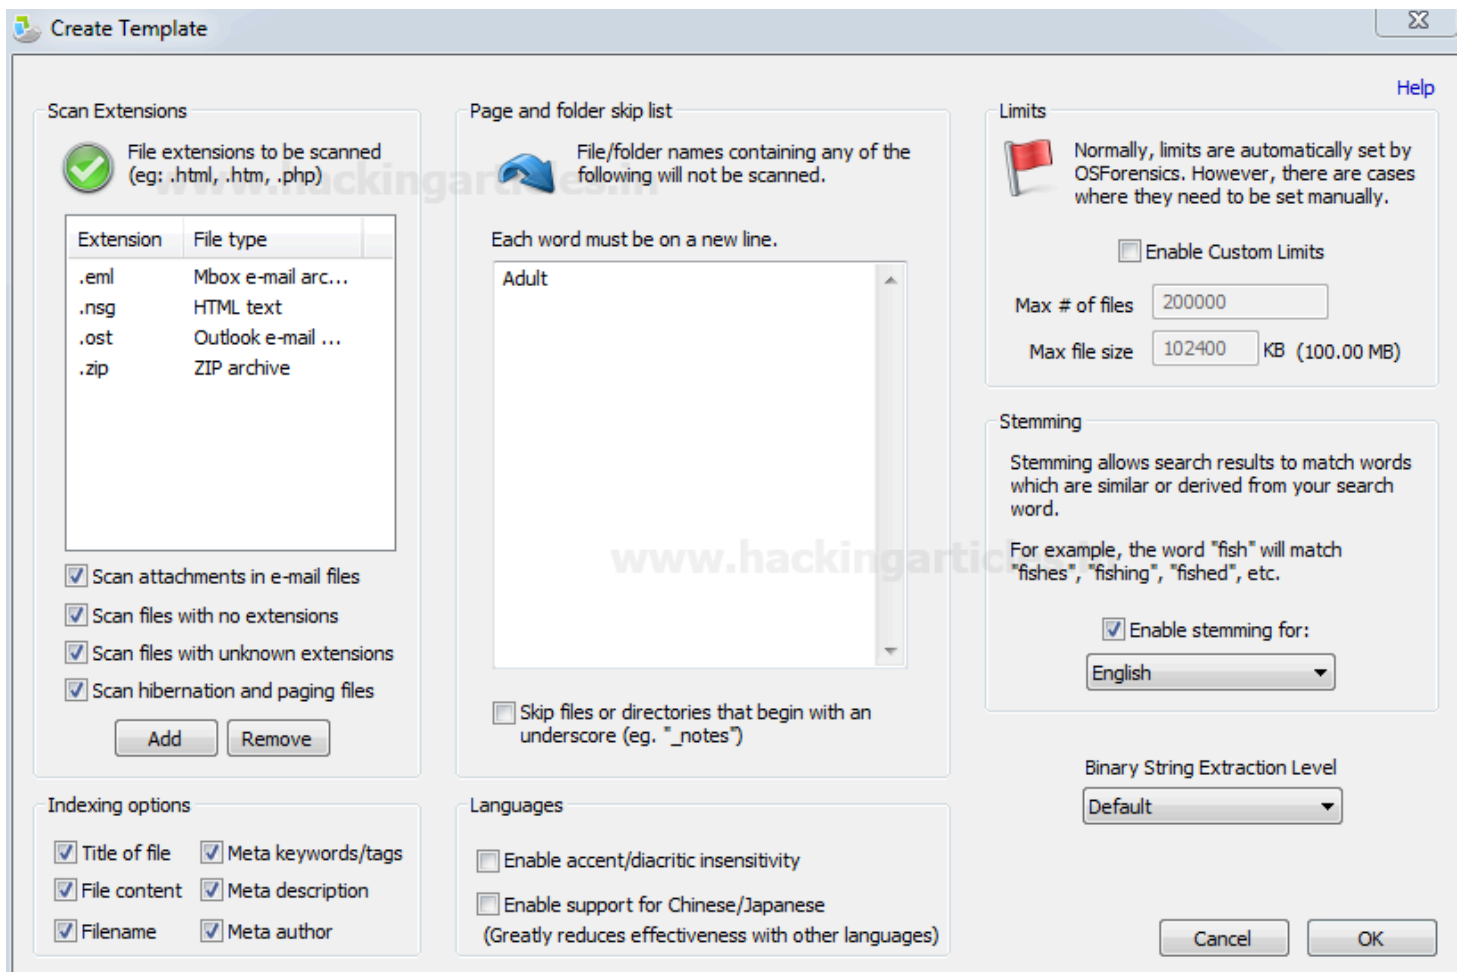 Create Template
Help
Scan Extensions
File extensions to be scanned
(eg: .html, .htm, .php)
Extension File type
.eml Mbox e-mail arc...
.nsg HTML text
.ost Outlook e-mail ...
.zip ZIP archive
Scan attachments in e-mail files
Scan files with no extensions
Scan files with unknown extensions
Scan hibernation and paging files
Add Remove
Indexing options
Title of file Meta keywords/tags
File content Meta description
Filename Meta author
Page and folder skip list
File/folder names containing any of the
following will not be scanned.
www.hackingarticles.in
Each word must be on a new line.
Adult
www.hackingarticles.in
Skip files or directories that begin with an
underscore (eg. "_notes")
Languages
Enable accent/diacritic insensitivity
Enable support for Chinese/Japanese
(Greatly reduces effectiveness with other languages)
Limits
Normally, limits are automatically set by
OSForensics. However, there are cases
where they need to be set manually.
Enable Custom Limits
Max # of files 200000
Max file size 102400 KB (100.00 MB)
Stemming
Stemming allows search results to match words
which are similar or derived from your search
word.
For example, the word "fish" will match
"fishes", "fishing", "fished", etc.
Enable stemming for:
English
Binary String Extraction Level
Default
Cancel OK